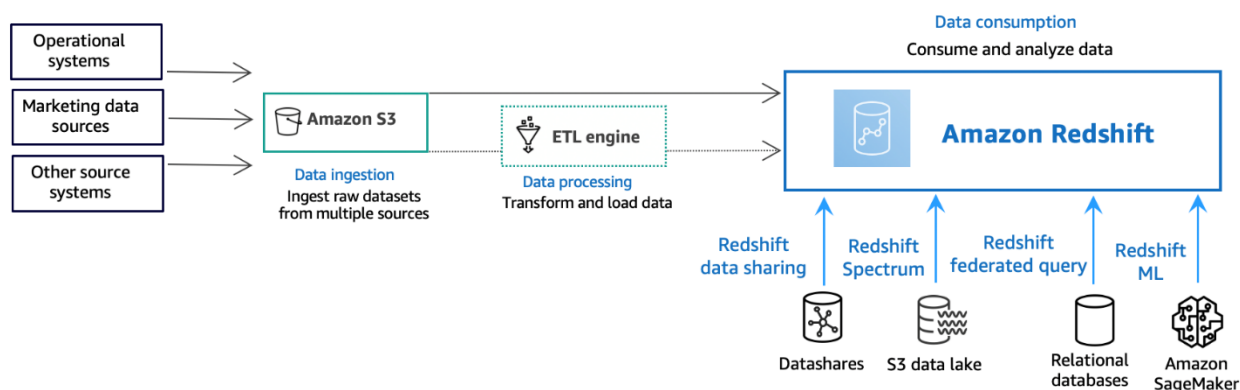 Operational
systems
Marketing data
sources
Other source
systems
Amazon S3
Data ingestion
Ingest raw datasets
from multiple sources
ETL engine
Data processing
Transform and load data
Data consumption
Consume and analyze data
Amazon Redshift
Redshift
data sharing
Redshift
Spectrum
Redshift
federated query
Redshift
ML
Datashares
S3 data lake
Relational
databases
Amazon
SageMaker